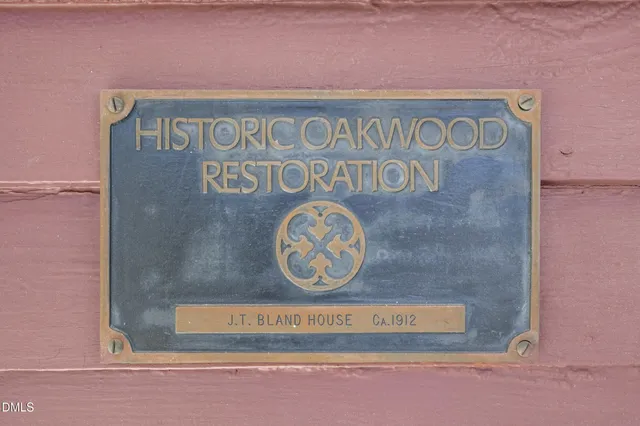 HISTORIC OAKWOOD
RESTORATION
J.T. BLAND HOUSE CA.1912
DMLS